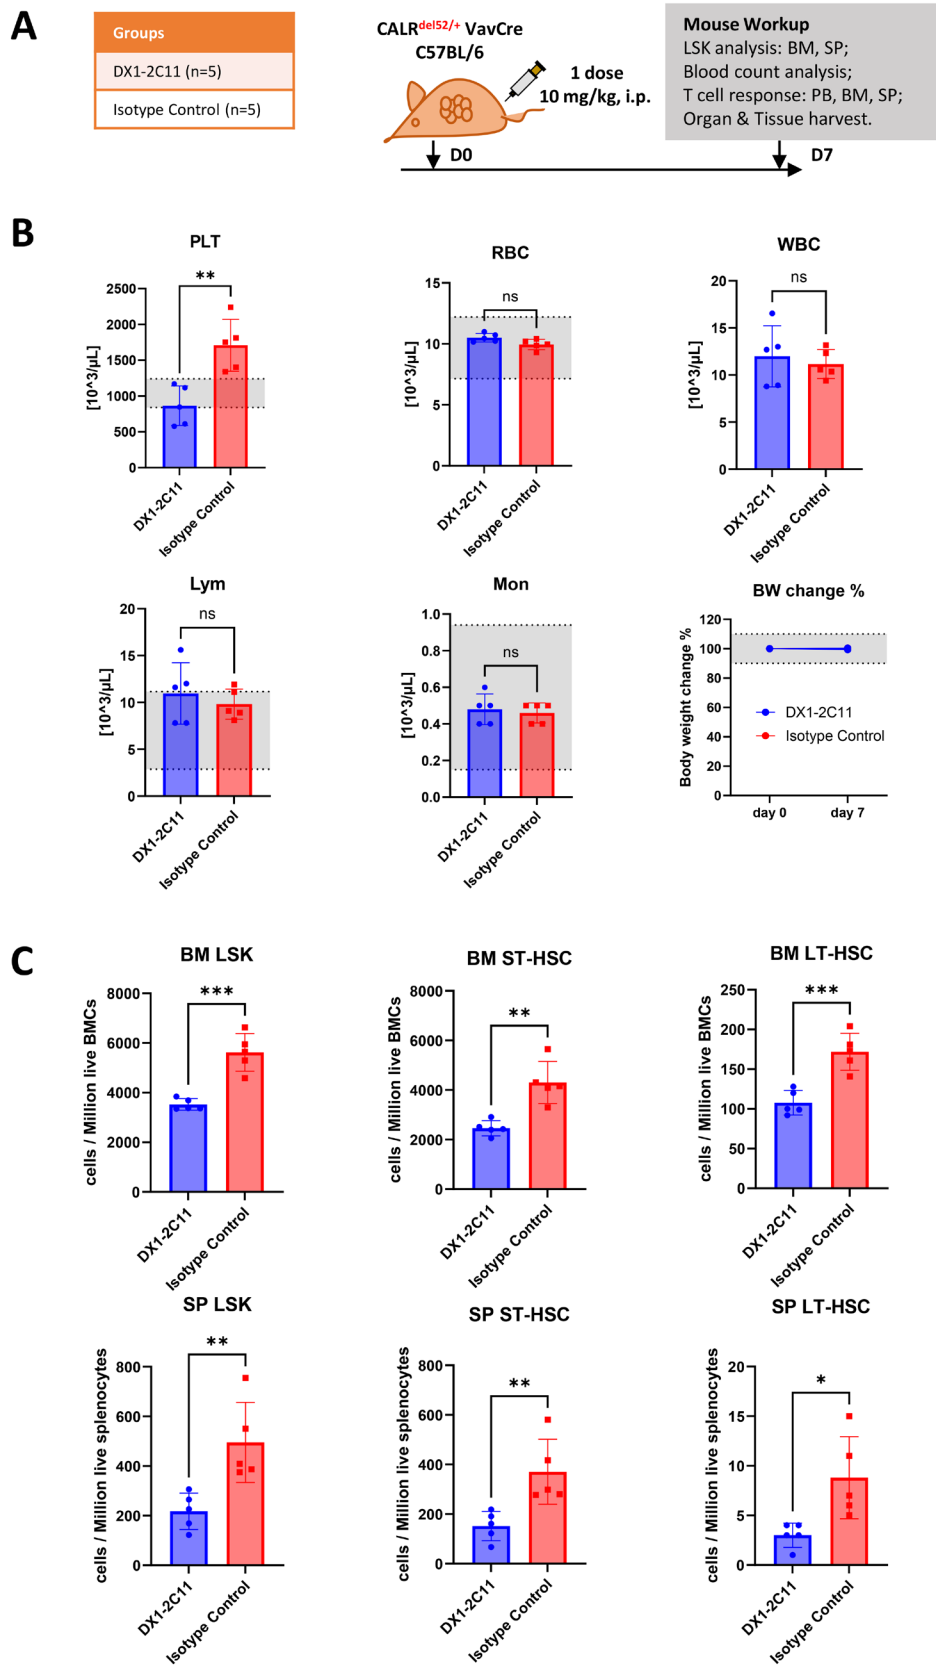 A
Groups
DX1-2C11 (n=5)
Isotype Control (n=5)
CALRdel52/+ VavCre
C57BL/6
1 dose
10 mg/kg, i.p.
Mouse Workup
LSK analysis: BM, SP;
Blood count analysis;
T cell response: PB, BM, SP;
Organ & Tissue harvest.
D0
D7
B
PLT
**
[10^3/µL]
2500
2000
1500
1000
500
0
DX1-2C11
Isotype Control
RBC
ns
[10^3/µL]
15
10
5
0
DX1-2C11
Isotype Control
WBC
ns
[10^3/µL]
20
15
10
5
0
DX1-2C11
Isotype Control
Lym
ns
[10^3/µL]
20
15
10
5
0
DX1-2C11
Isotype Control
Mon
ns
[10^3/µL]
1.0
0.8
0.6
0.4
0.2
0.0
DX1-2C11
Isotype Control
BW change %
Body weight change %
120
100
80
60
40
20
0
DX1-2C11
Isotype Control
day 0
day 7
C
BM LSK
***
cells / Million live BMCs
8000
6000
4000
2000
0
DX1-2C11
Isotype Control
BM ST-HSC
**
cells / Million live BMCs
8000
6000
4000
2000
0
DX1-2C11
Isotype Control
BM LT-HSC
***
cells / Million live BMCs
250
200
150
100
50
0
DX1-2C11
Isotype Control
SP LSK
**
cells / Million live splenocytes
800
600
400
200
0
DX1-2C11
Isotype Control
SP ST-HSC
**
cells / Million live splenocytes
800
600
400
200
0
DX1-2C11
Isotype Control
SP LT-HSC
*
cells / Million live splenocytes
20
15
10
5
0
DX1-2C11
Isotype Control